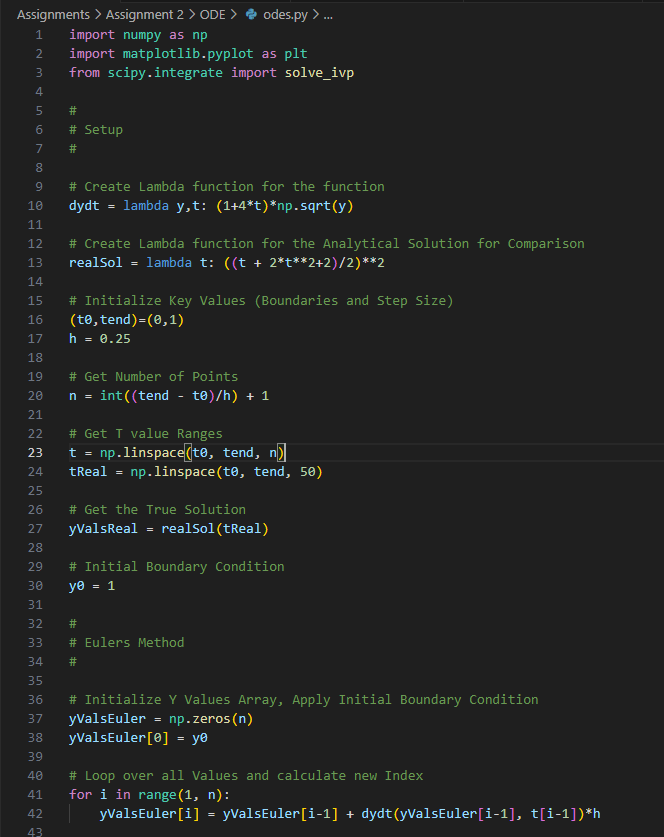 Assignments > Assignment 2 > ODE > odes.py > ...
1 import numpy as np
2 import matplotlib.pyplot as plt
3 from scipy.integrate import solve_ivp
4
5 #
6 # Setup
7 #
8
9 # Create Lambda function for the function
10 dydt = lambda y,t: (1+4*t)*np.sqrt(y)
11
12 # Create Lambda function for the Analytical Solution for Comparison
13 realSol = lambda t: ((t + 2*t**2+2)/2)**2
14
15 # Initialize Key Values (Boundaries and Step Size)
16 (t0,tend)=(0,1)
17 h = 0.25
18
19 # Get Number of Points
20 n = int((tend - t0)/h) + 1
21
22 # Get T value Ranges
23 t = np.linspace(t0, tend, n)
24 tReal = np.linspace(t0, tend, 50)
25
26 # Get the True Solution
27 yValsReal = realSol(tReal)
28
29 # Initial Boundary Condition
30 y0 = 1
31
32 #
33 # Eulers Method
34 #
35
36 # Initialize Y Values Array, Apply Initial Boundary Condition
37 yValsEuler = np.zeros(n)
38 yValsEuler[0] = y0
39
40 # Loop over all Values and calculate new Index
41 for i in range(1, n):
42     yValsEuler[i] = yValsEuler[i-1] + dydt(yValsEuler[i-1], t[i-1])*h
43